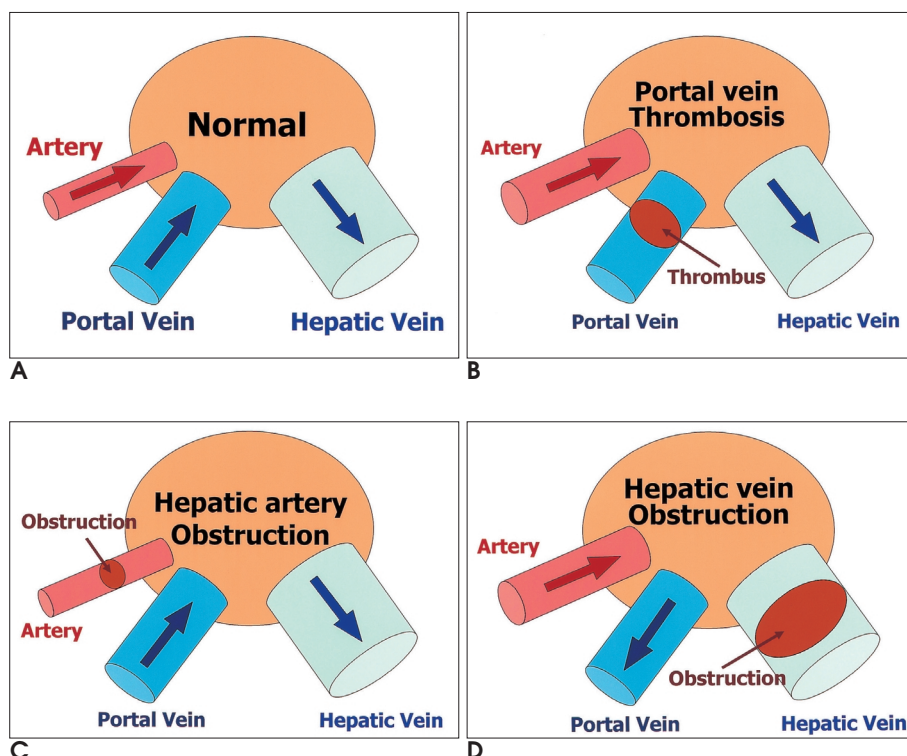 Normal
Artery
Portal Vein
Hepatic Vein
A
Portal vein
Thrombosis
Artery
Thrombus
Portal Vein
Hepatic Vein
B
Hepatic artery
Obstruction
Obstruction
Artery
Portal Vein
Hepatic Vein
C
Hepatic vein
Obstruction
Artery
Obstruction
Portal Vein
Hepatic Vein
D